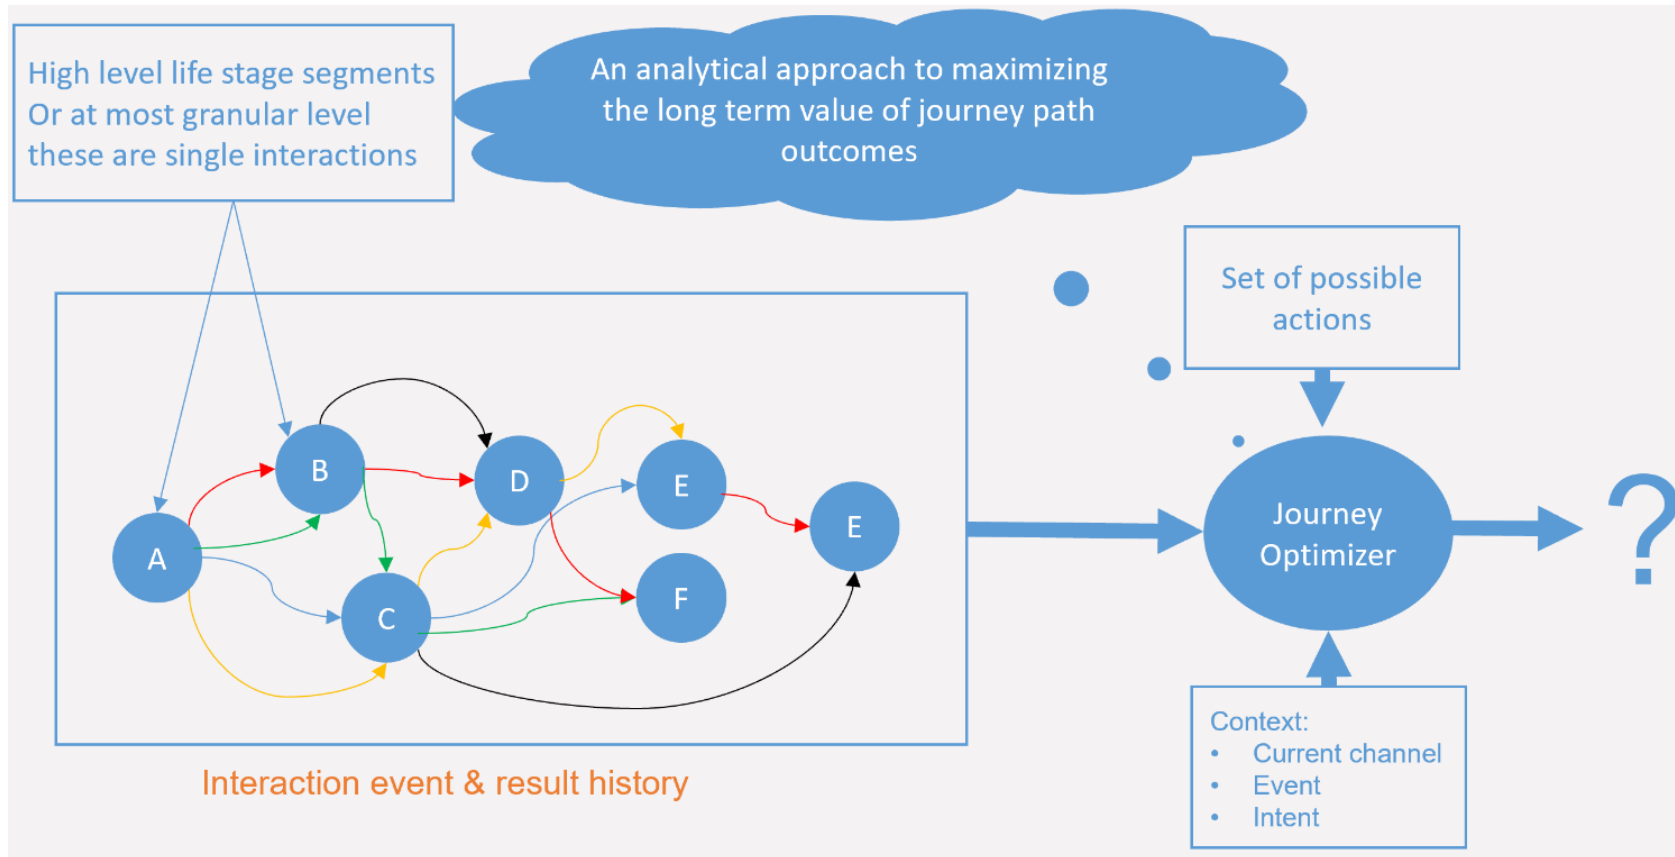 High level life stage segments
Or at most granular level
these are single interactions
An analytical approach to maximizing
the long term value of journey path
outcomes
Set of possible
actions
B
D
E
E
A
C
F
Journey
Optimizer
?
Context:
• Current channel
• Event
• Intent
Interaction event & result history